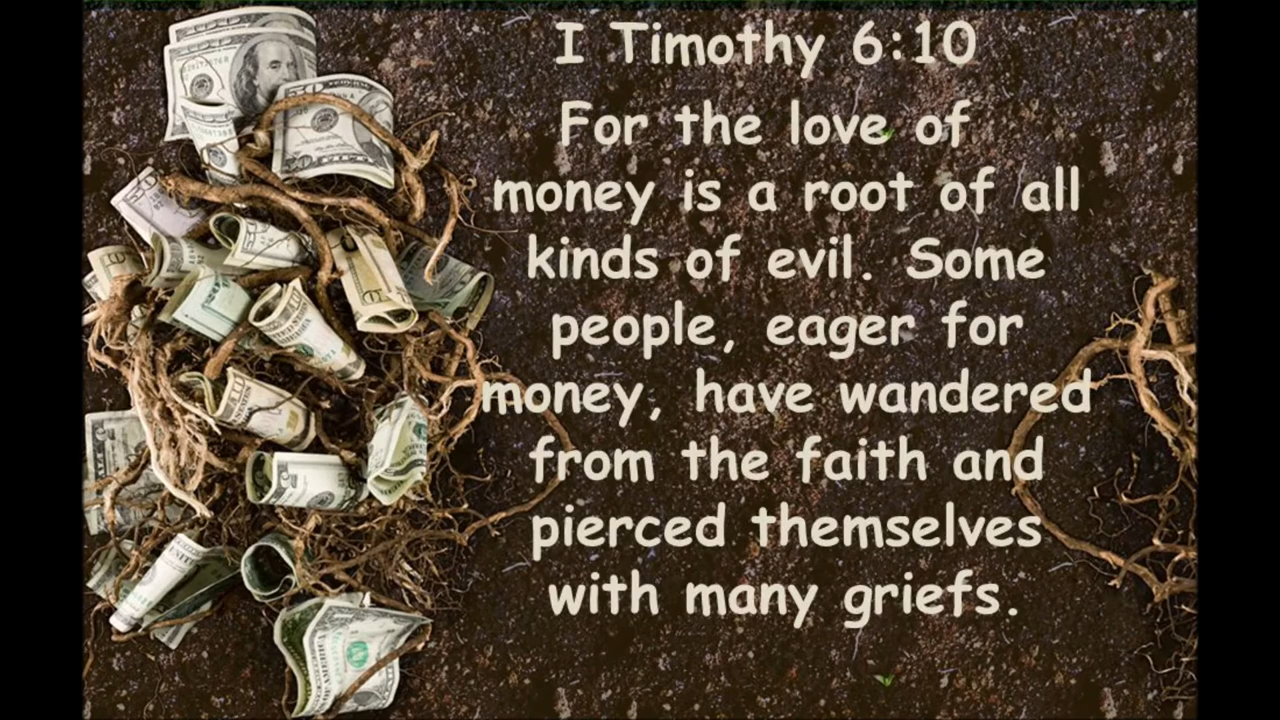 I Timothy 6:10
For the love of
money is a root of all
kinds of evil. Some
people, eager for
money, have wandered
from the faith and
pierced themselves
with many griefs.